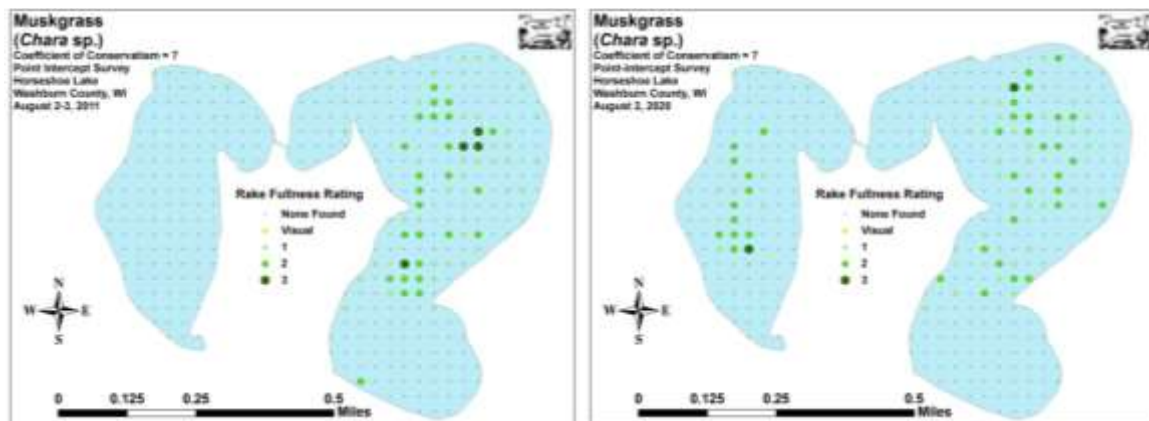 Muskgrass
(Chara sp.)
Coefficient of Conservatism = 7
Point Intercept Survey
Horseshoe Lake
Washburn County, WI
August 2-3, 2011
Rake Fullness Rating
None Found
Visual
1
2
3
N
W E
S
0 0.125 0.25 0.5
Miles
Muskgrass
(Chara sp.)
Coefficient of Conservatism = 7
Point-intercept Survey
Horseshoe Lake
Washburn County, WI
August 2, 2020
Rake Fullness Rating
None Found
Visual
1
2
3
N
W E
S
0 0.125 0.25 0.5
Miles